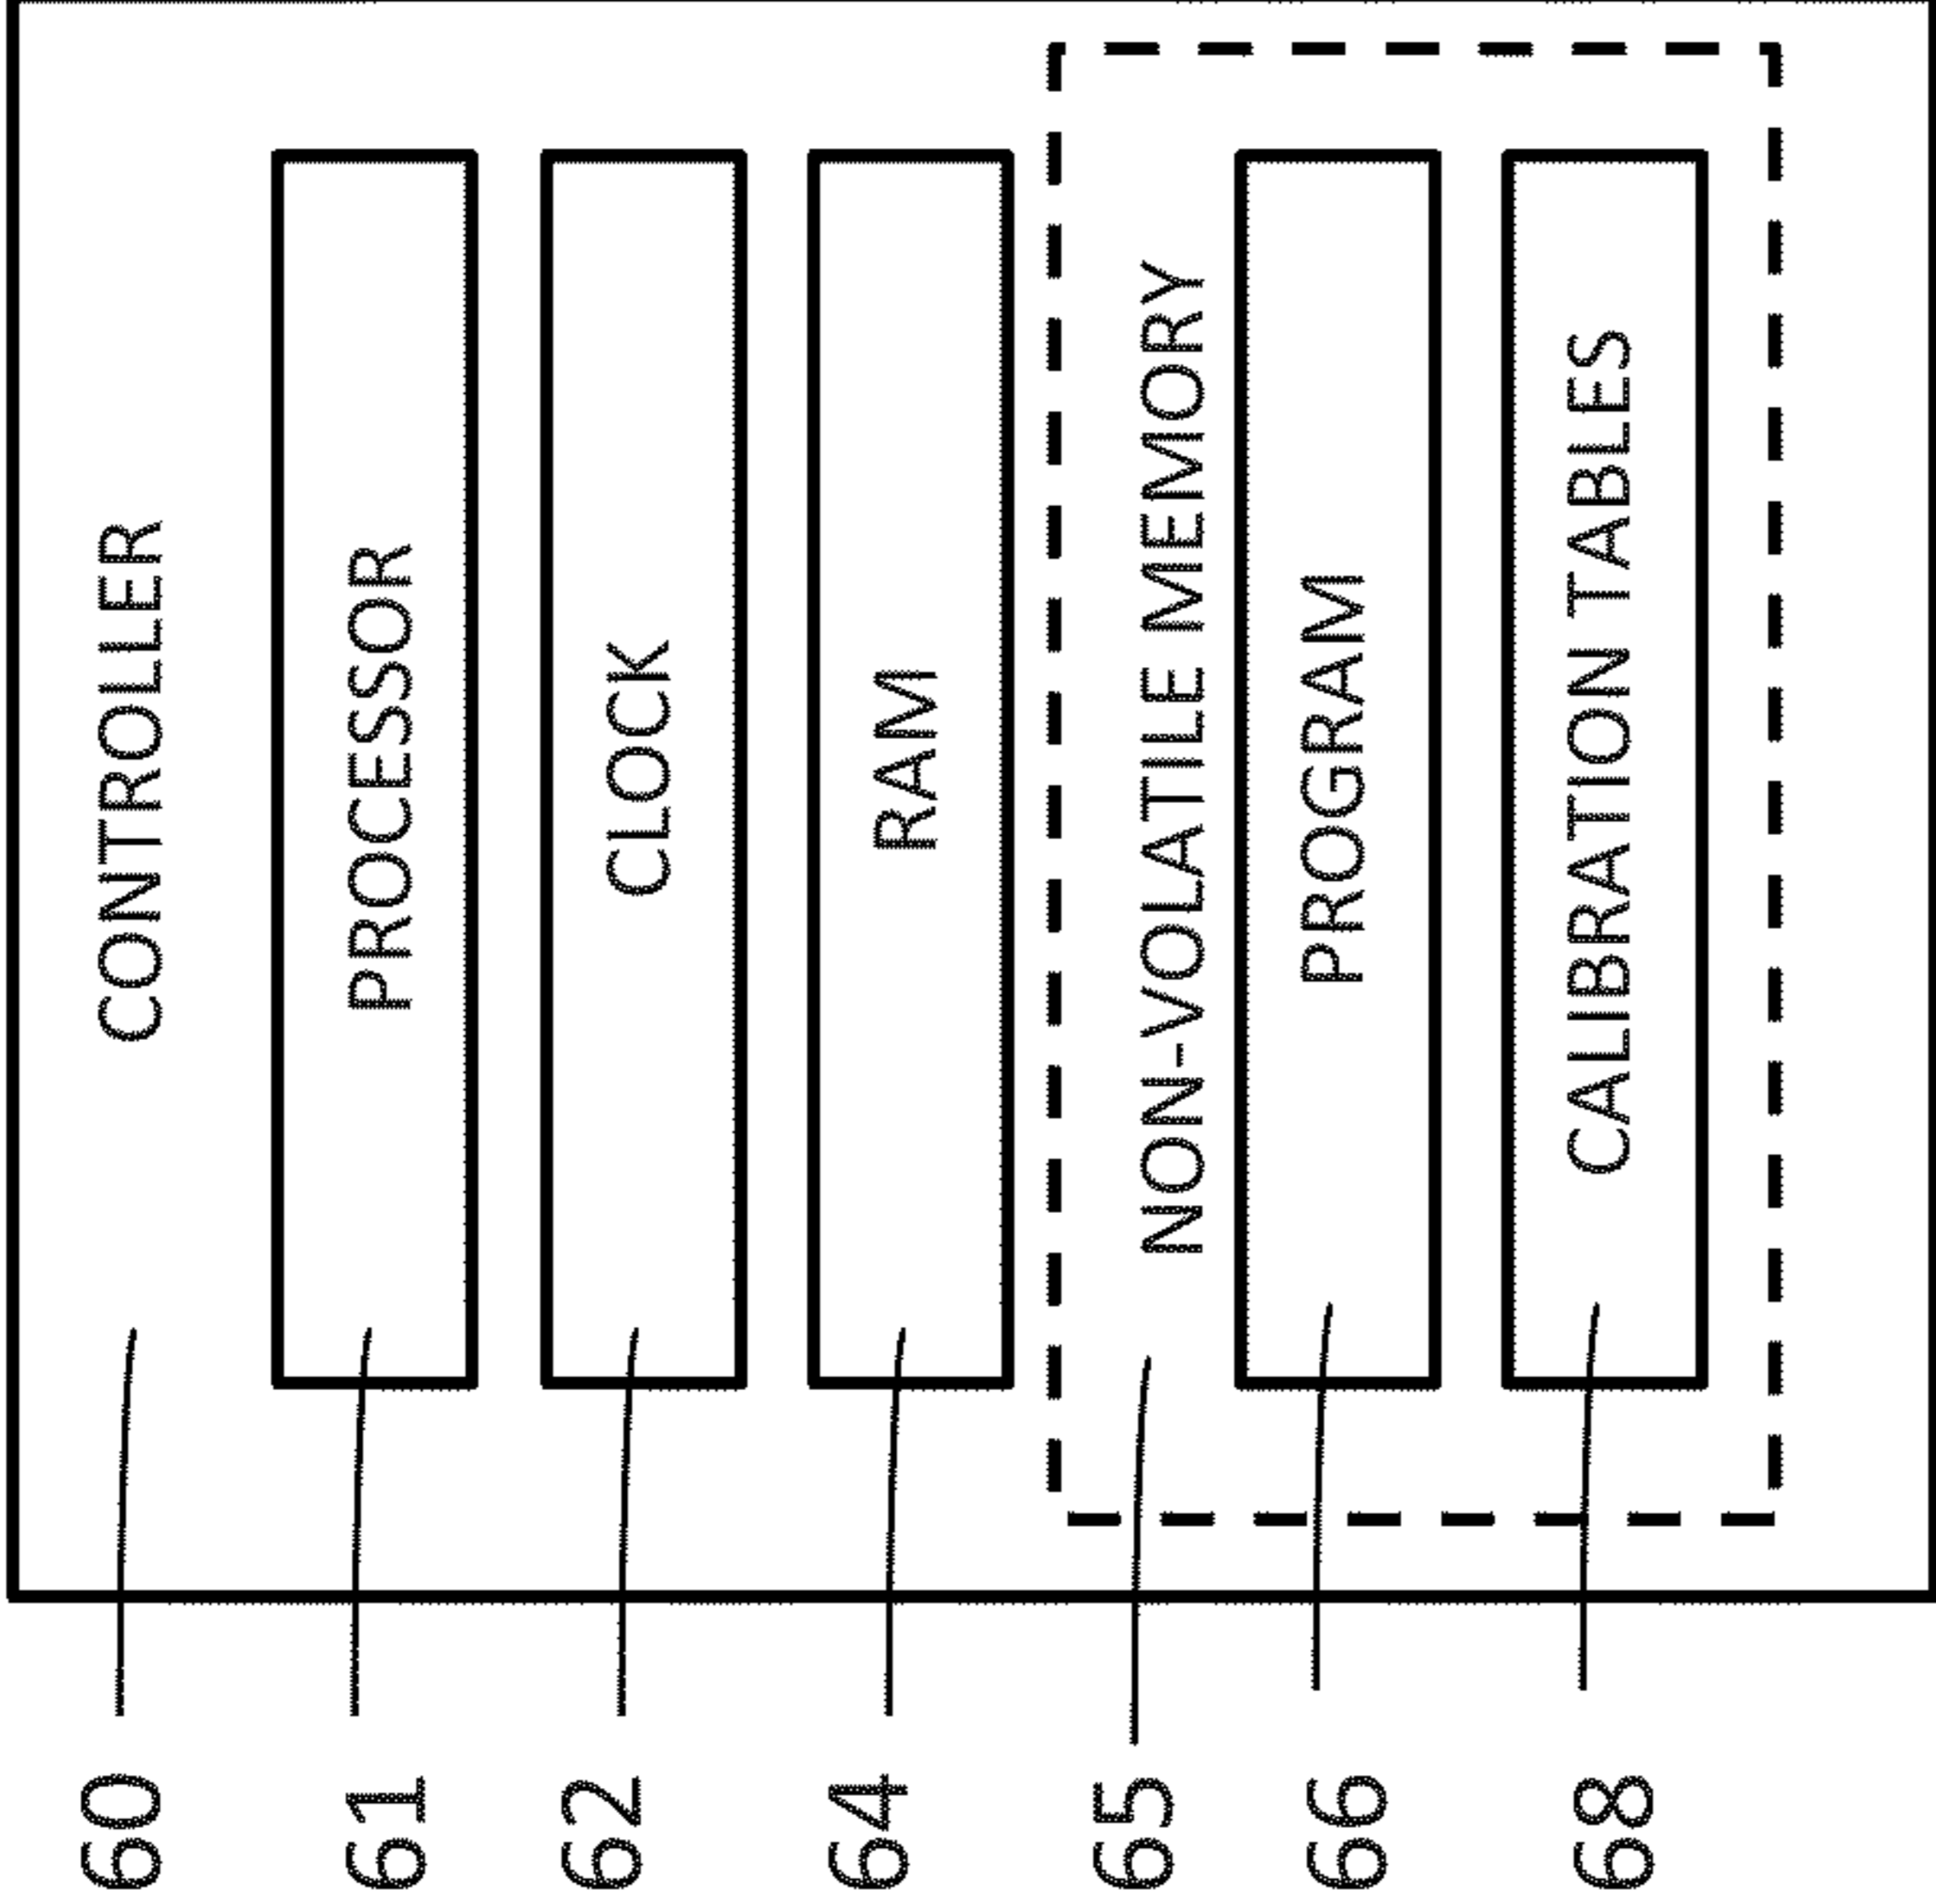 60 CONTROLLER
61 PROCESSOR
62 CLOCK
64 RAM
65 NON-VOLATILE MEMORY
66 PROGRAM
68 CALIBRATION TABLES